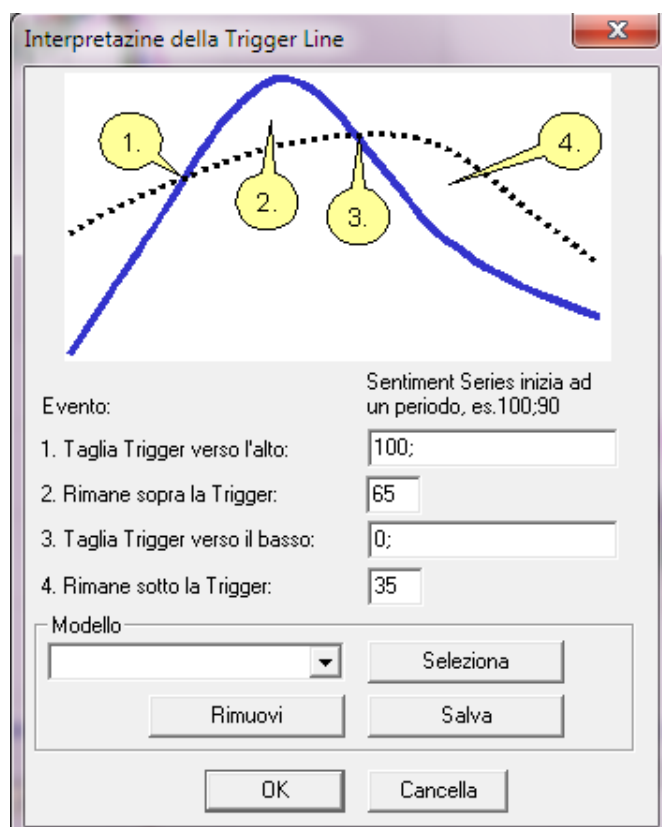 Interpretazine della Trigger Line
1.
2.
3.
4.
Evento:
Sentiment Series inizia ad
un periodo, es.100;90
1. Taglia Trigger verso l'alto:
100;
2. Rimane sopra la Trigger:
65
3. Taglia Trigger verso il basso:
0;
4. Rimane sotto la Trigger:
35
Modello
Seleziona
Rimuovi
Salva
OK
Cancella